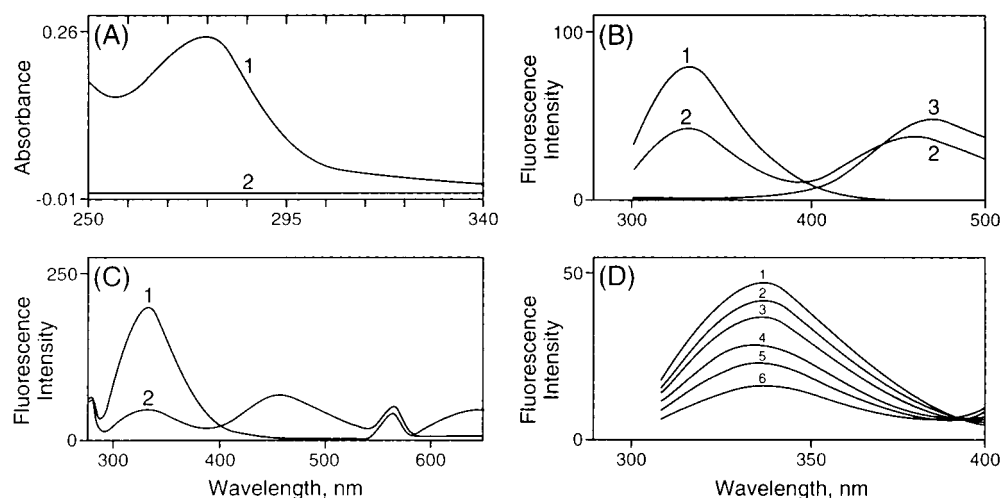 (A)
0.26
Absorbance
-0.01
1
2
250
295
340
(B)
100
Fluorescence
Intensity
0
1
2
3
2
300
400
500
(C)
250
Fluorescence
Intensity
0
1
2
300
400
500
600
Wavelength, nm
(D)
50
Fluorescence
Intensity
0
1
2
3
4
5
6
300
350
400
Wavelength, nm